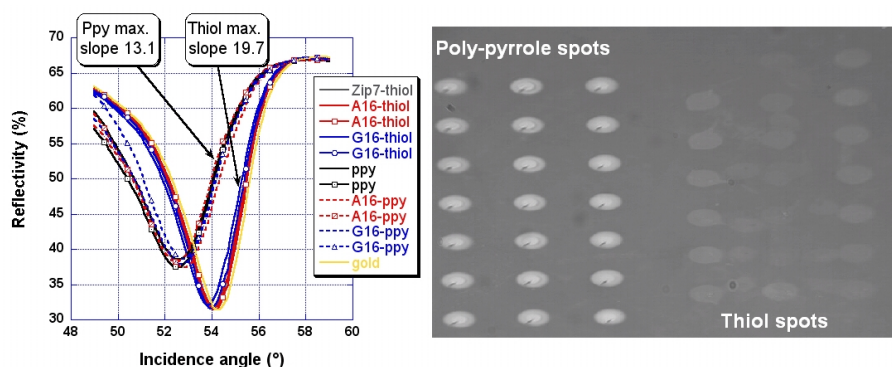 Ppy max.
slope 13.1
Thiol max.
slope 19.7
70
65
60
55
50
45
40
35
30
48
50
52
54
56
58
60
Reflectivity (%)
Incidence angle (°)
Zip7-thiol
A16-thiol
A16-thiol
G16-thiol
G16-thiol
ppy
ppy
A16-ppy
A16-ppy
G16-ppy
G16-ppy
gold
Poly-pyrrole spots
Thiol spots